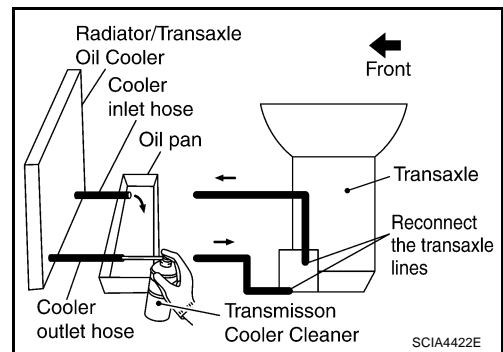 Radiator/Transaxle
Oil Cooler
Cooler
inlet hose
Oil pan
Front
Transaxle
Reconnect
the transaxle
lines
Cooler
outlet hose
Transmisson
Cooler Cleaner
SCIA4422E